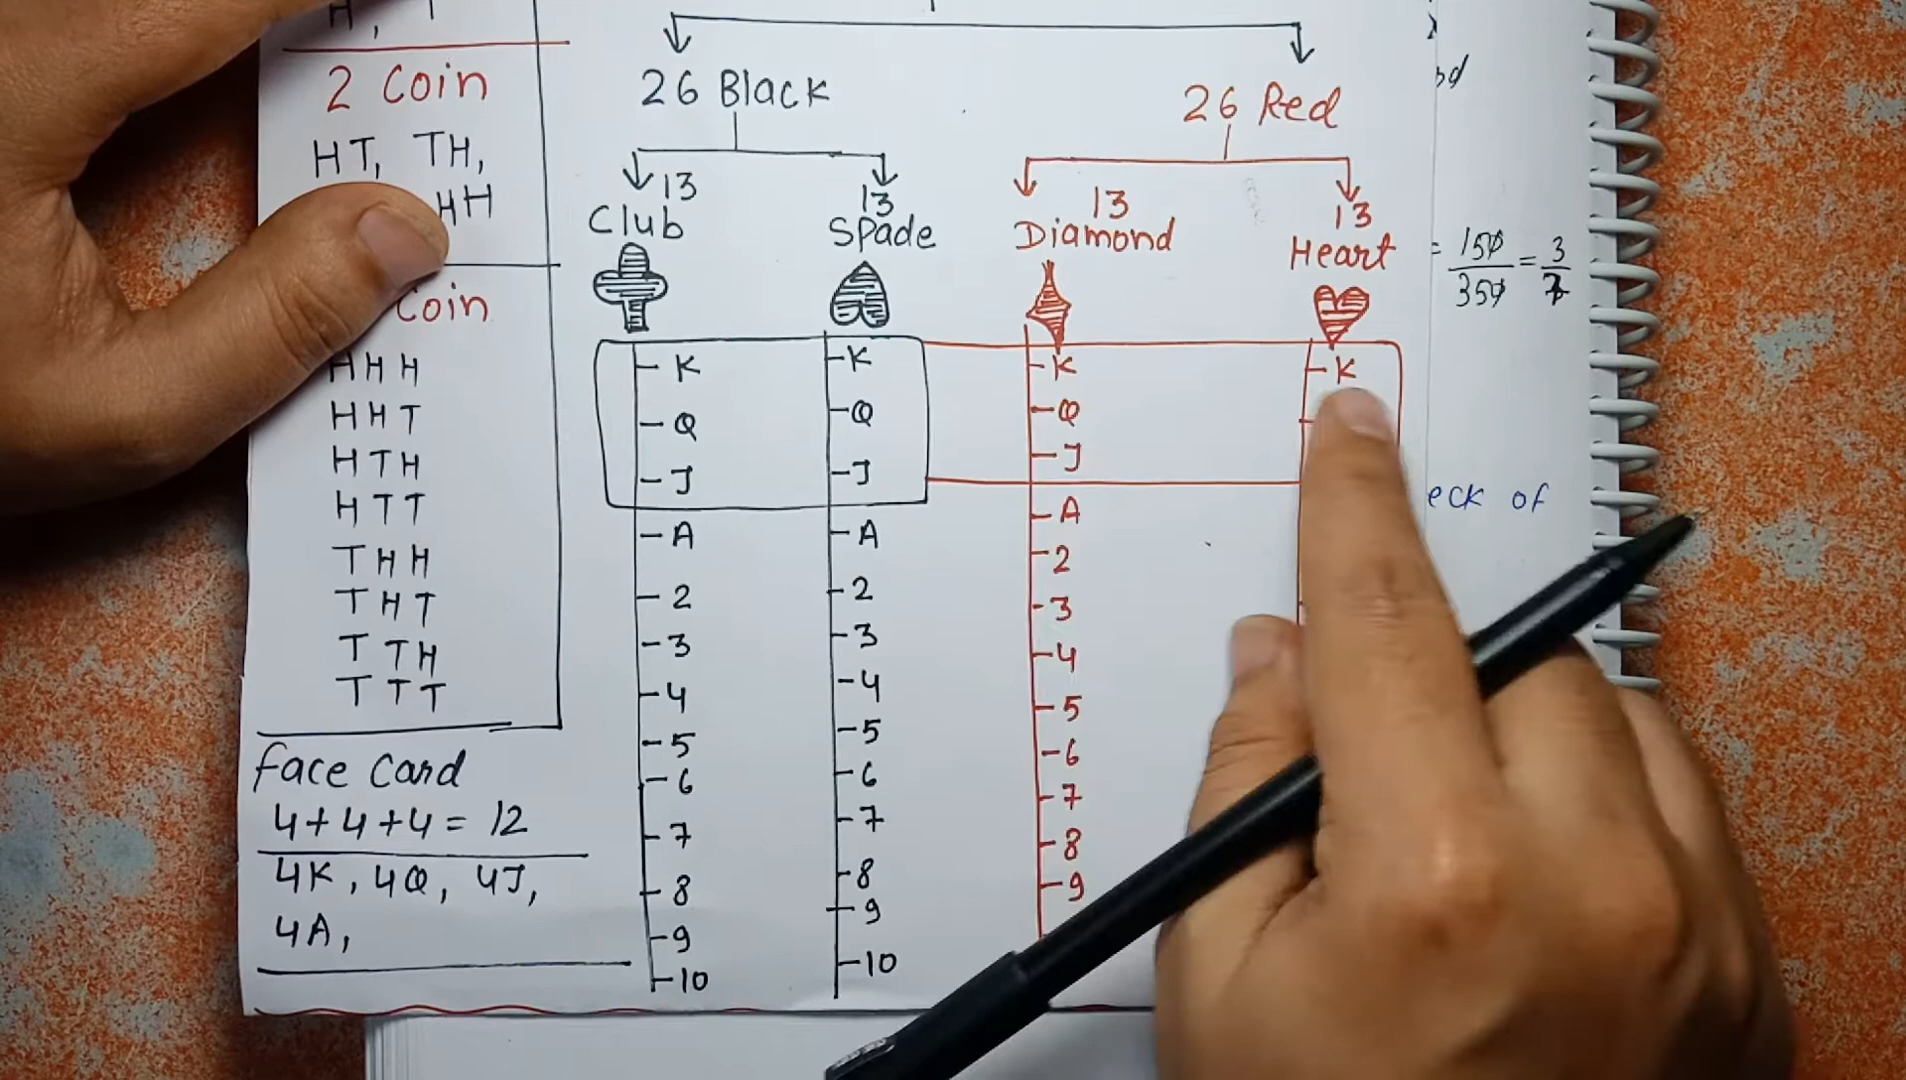 2 Coin
HT, TH,
HH
Coin
HHH
HHT
HTH
HTT
THH
THT
TTH
TTT
Face Card
4+4+4= 12
4K, 4Q, 4J,
4A,
26 Black
13
Club
K
Q
J
A
2
3
4
5
6
7
8
9
10
13
Spade
K
Q
J
A
2
3
4
5
6
7
8
9
10
26 Red
13
Diamond
K
Q
J
A
2
3
4
5
6
7
8
9
13
Heart
K
= 150/350 = 3/7
eck of